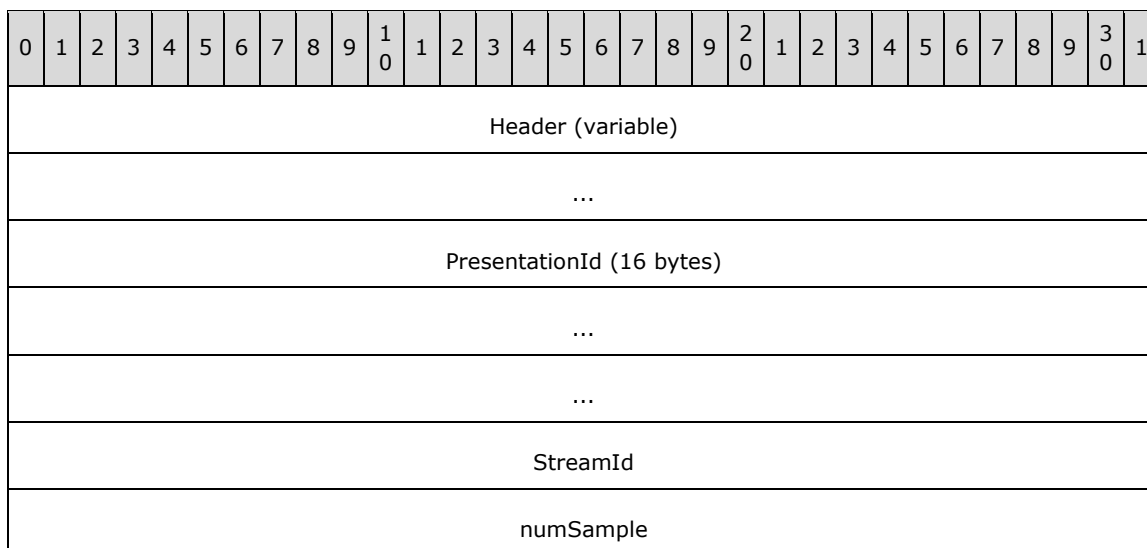 0 1 2 3 4 5 6 7 8 9 1 0 1 2 3 4 5 6 7 8 9 2 0 1 2 3 4 5 6 7 8 9 3 0 1
Header (variable)
...
PresentationId (16 bytes)
...
...
StreamId
numSample